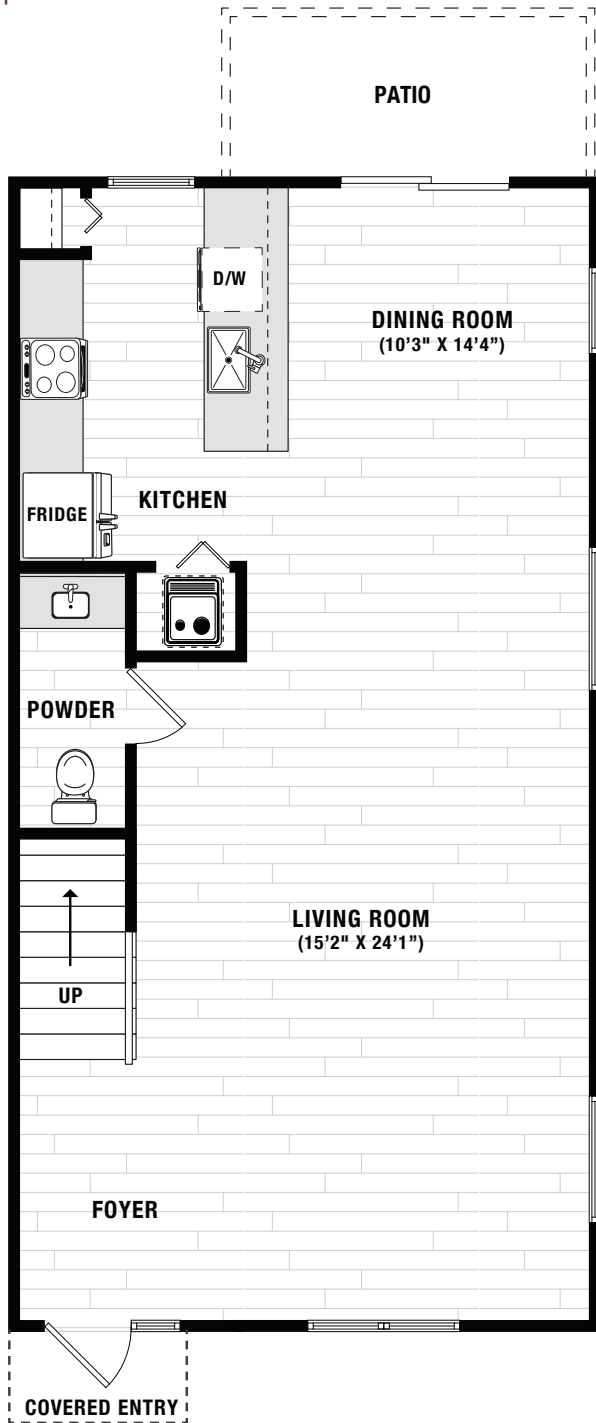 PATIO
D/W
DINING ROOM
(10'3" X 14'4”)
KITCHEN
FRIDGE
POWDER
LIVING ROOM
(15’2" X 24’1”)
UP
FOYER
COVERED ENTRY